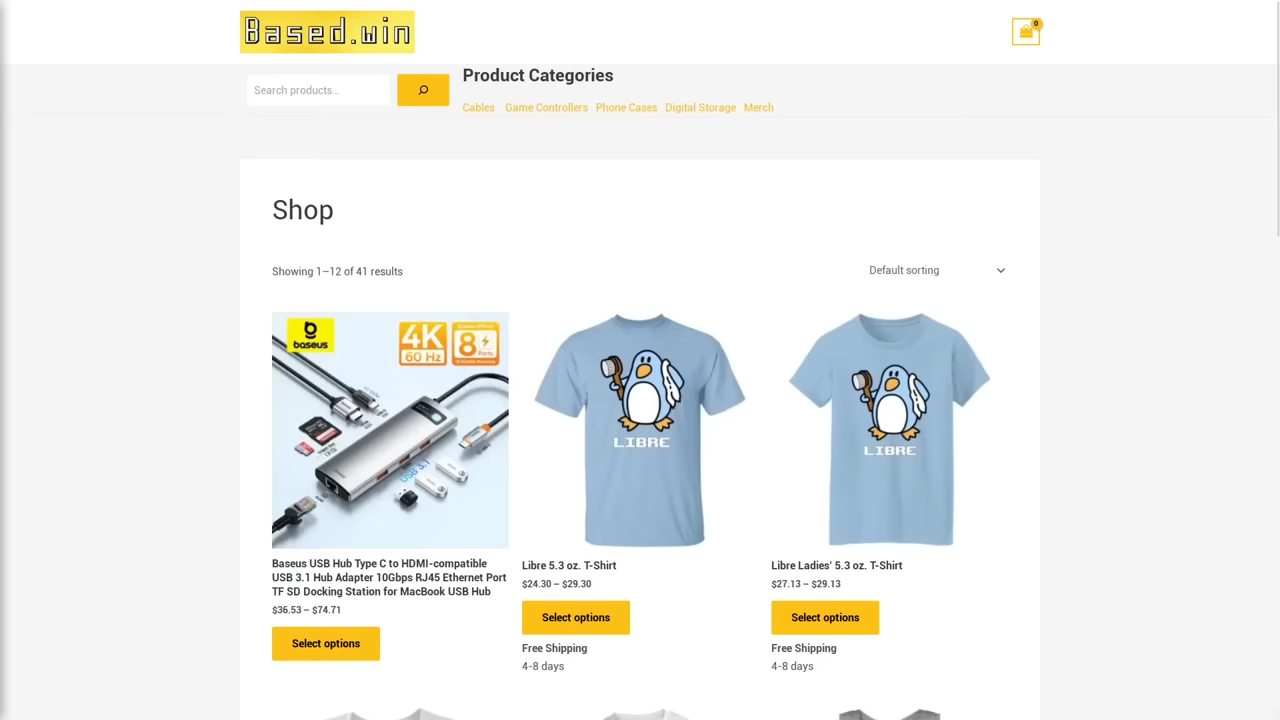 Based.win
0
Search products…
Product Categories
Cables Game Controllers Phone Cases Digital Storage Merch
Shop
Showing 1–12 of 41 results
Default sorting
baseus
4K
60 Hz
8
Ports
USB 3.1
LIBRE
LIBRE
Baseus USB Hub Type C to HDMI-compatible
USB 3.1 Hub Adapter 10Gbps RJ45 Ethernet Port
TF SD Docking Station for MacBook USB Hub
$36.53 – $74.71
Select options
Libre 5.3 oz. T-Shirt
$24.30 – $29.30
Select options
Free Shipping
4-8 days
Libre Ladies' 5.3 oz. T-Shirt
$27.13 – $29.13
Select options
Free Shipping
4-8 days